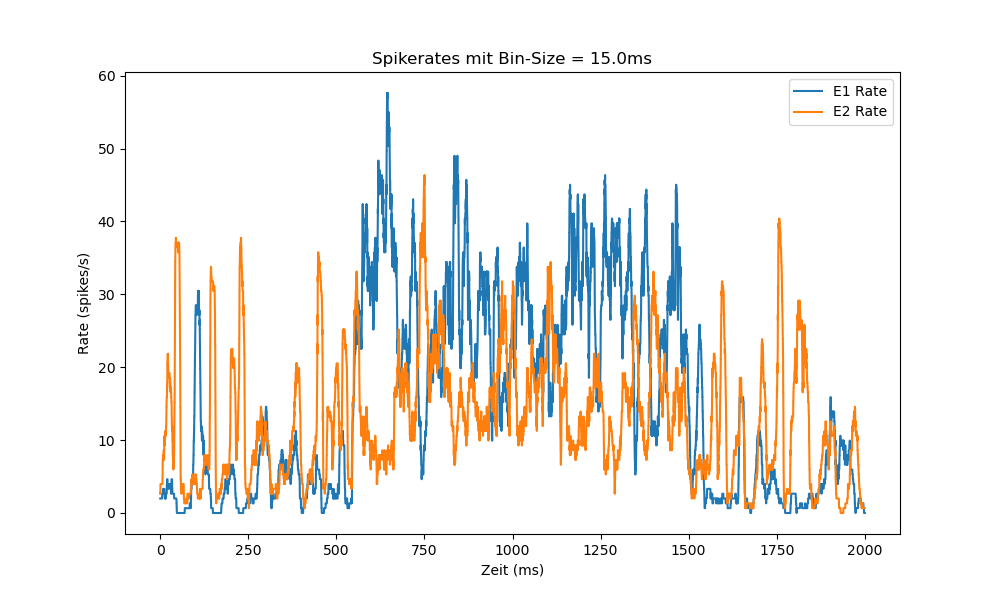 Spikerates mit Bin-Size = 15.0ms
E1 Rate
E2 Rate
60
50
40
30
20
10
0
Rate (spikes/s)
0 250 500 750 1000 1250 1500 1750 2000
Zeit (ms)